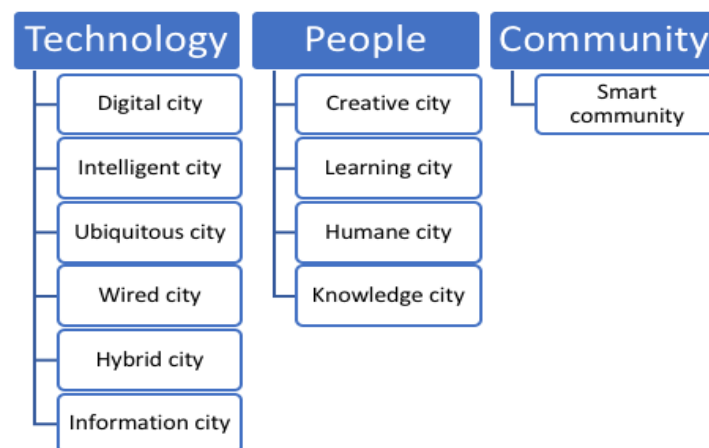 Technology
Digital city
Intelligent city
Ubiquitous city
Wired city
Hybrid city
Information city
People
Creative city
Learning city
Humane city
Knowledge city
Community
Smart
community